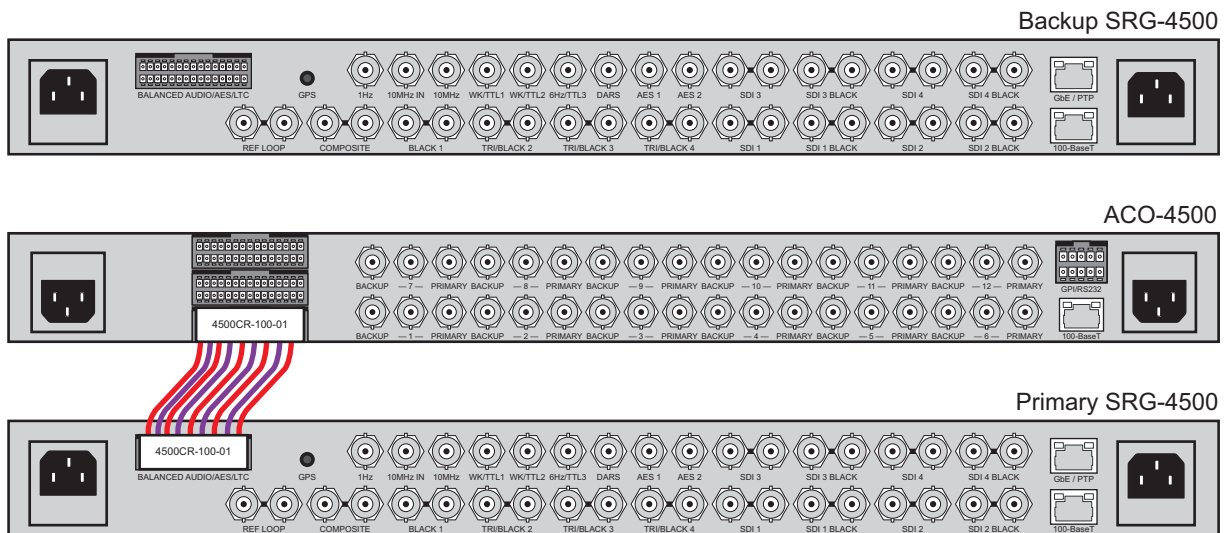 Backup SRG-4500
BALANCED AUDIO/AES/LTC GPS 1Hz 10MHz IN 10MHz WK/TTL1 WK/TTL2 6Hz/TTL3 DARS AES 1 AES 2 SDI 3 SDI 3 BLACK SDI 4 SDI 4 BLACK GbE / PTP
REF LOOP COMPOSITE BLACK 1 TRI/BLACK 2 TRI/BLACK 3 TRI/BLACK 4 SDI 1 SDI 1 BLACK SDI 2 SDI 2 BLACK 100-BaseT
ACO-4500
BACKUP — 7 — PRIMARY BACKUP — 8 — PRIMARY BACKUP — 9 — PRIMARY BACKUP — 10 — PRIMARY BACKUP — 11 — PRIMARY BACKUP — 12 — PRIMARY GPI/RS232
4500CR-100-01
BACKUP — 1 — PRIMARY BACKUP — 2 — PRIMARY BACKUP — 3 — PRIMARY BACKUP — 4 — PRIMARY BACKUP — 5 — PRIMARY BACKUP — 6 — PRIMARY 100-BaseT
Primary SRG-4500
4500CR-100-01
BALANCED AUDIO/AES/LTC GPS 1Hz 10MHz IN 10MHz WK/TTL1 WK/TTL2 6Hz/TTL3 DARS AES 1 AES 2 SDI 3 SDI 3 BLACK SDI 4 SDI 4 BLACK GbE / PTP
REF LOOP COMPOSITE BLACK 1 TRI/BLACK 2 TRI/BLACK 3 TRI/BLACK 4 SDI 1 SDI 1 BLACK SDI 2 SDI 2 BLACK 100-BaseT